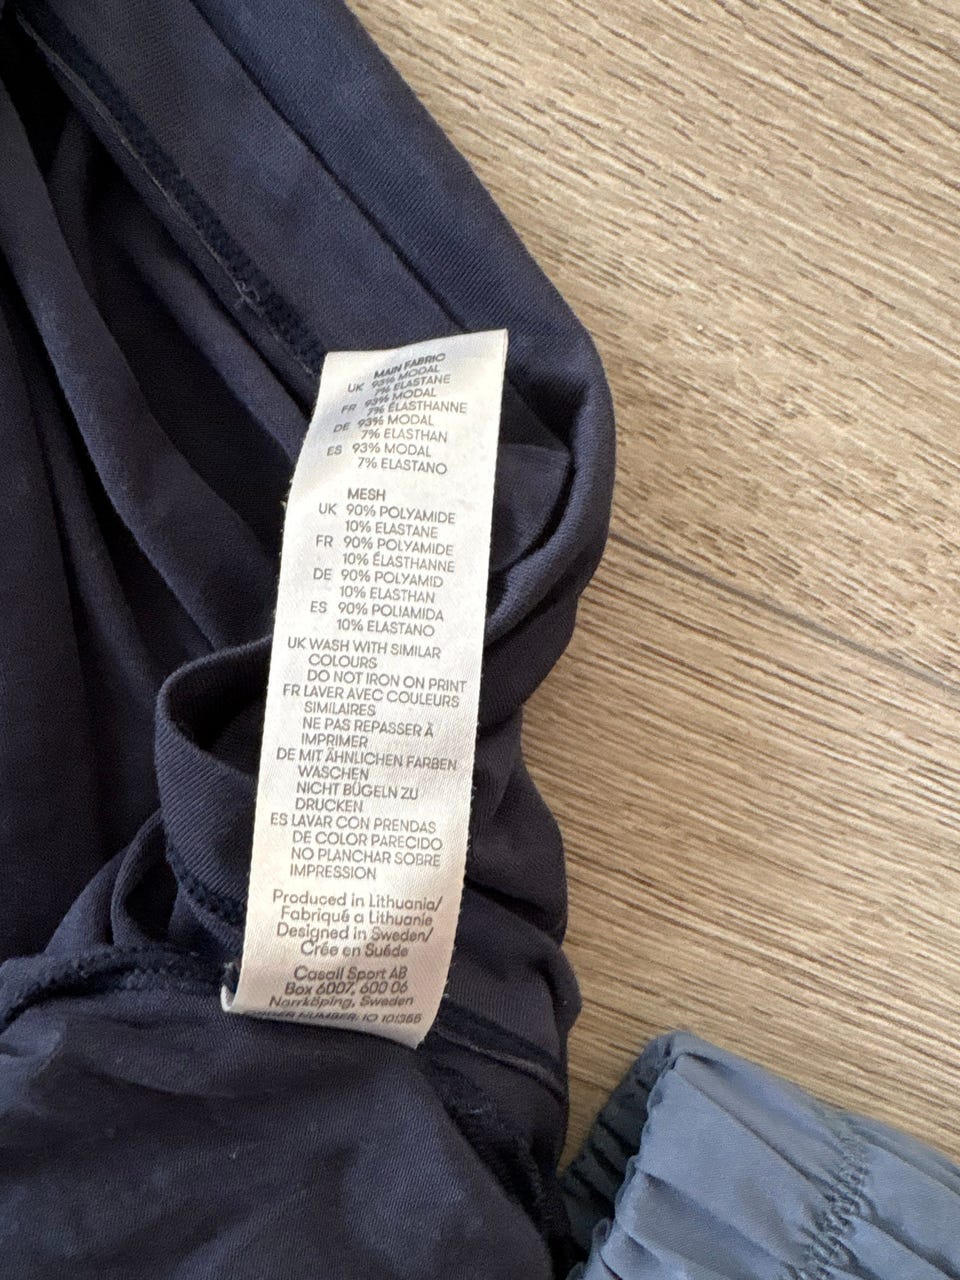 MAIN FABRIC
UK 93% MODAL
7% ELASTANE
FR 93% MODAL
7% ÉLASTHANNE
DE 93% MODAL
7% ELASTHAN
ES 93% MODAL
7% ELASTANO
MESH
UK 90% POLYAMIDE
10% ELASTANE
FR 90% POLYAMIDE
10% ÉLASTHANNE
DE 90% POLYAMID
10% ELASTHAN
ES 90% POLIAMIDA
10% ELASTANO
UK WASH WITH SIMILAR
COLOURS
DO NOT IRON ON PRINT
FR LAVER AVEC COULEURS
SIMILAIRES
NE PAS REPASSER À
IMPRIMER
DE MIT ÄHNLICHEN FARBEN
WASCHEN
NICHT BÜGELN ZU
DRUCKEN
ES LAVAR CON PRENDAS
DE COLOR PARECIDO
NO PLANCHAR SOBRE
IMPRESSION
Produced in Lithuania/
Fabriqué a Lithuanie
Designed in Sweden/
Crée en Suéde
Casall Sport AB
Box 6007, 600 06
Norrköping, Sweden
ORDER NUMBER: IO 101355